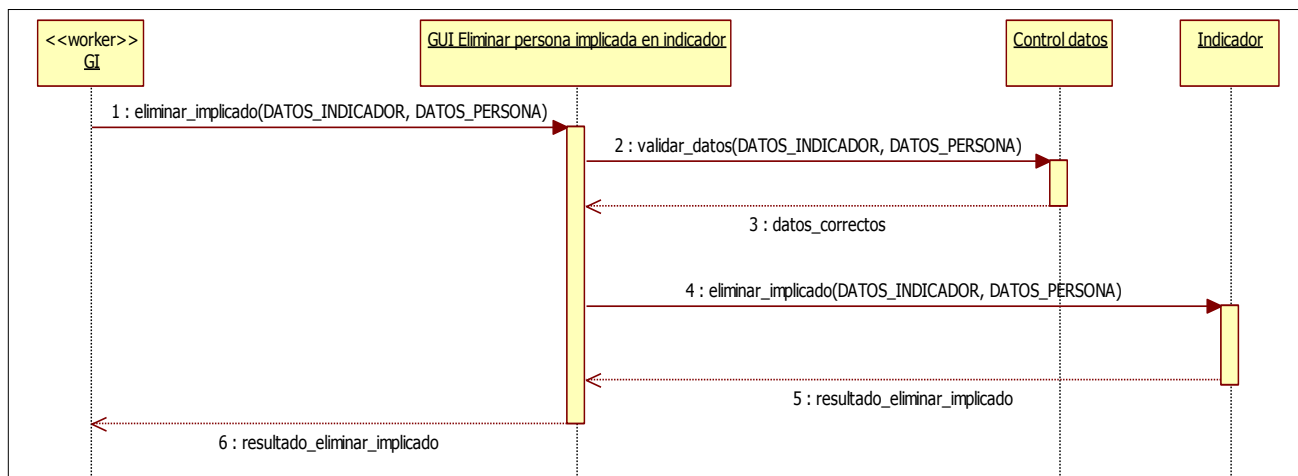 <<worker>>
GI
GUI Eliminar persona implicada en indicador
Control datos
Indicador
1 : eliminar_implicado(DATOS_INDICADOR, DATOS_PERSONA)
2 : validar_datos(DATOS_INDICADOR, DATOS_PERSONA)
3 : datos_correctos
4 : eliminar_implicado(DATOS_INDICADOR, DATOS_PERSONA)
5 : resultado_eliminar_implicado
6 : resultado_eliminar_implicado